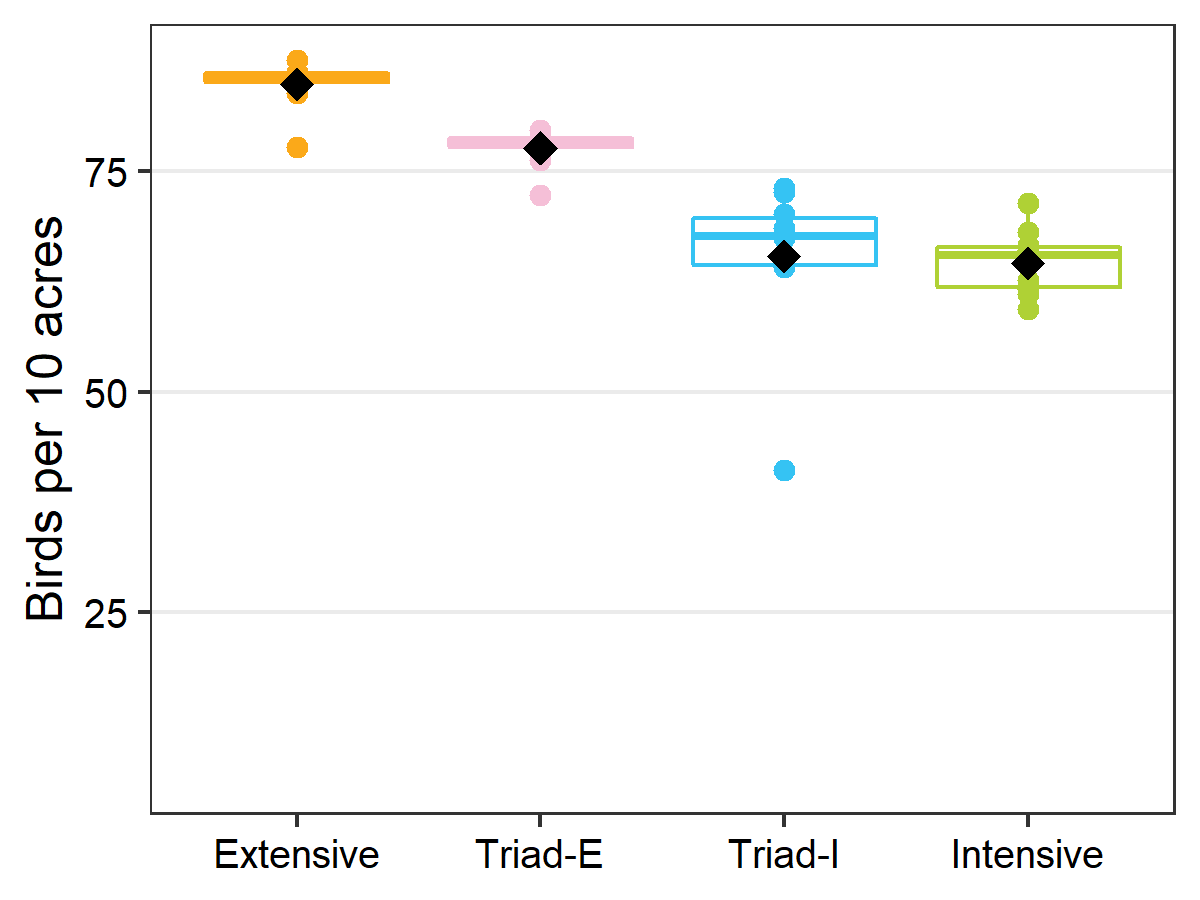 Birds per 10 acres
75
50
25
Extensive
Triad-E
Triad-I
Intensive